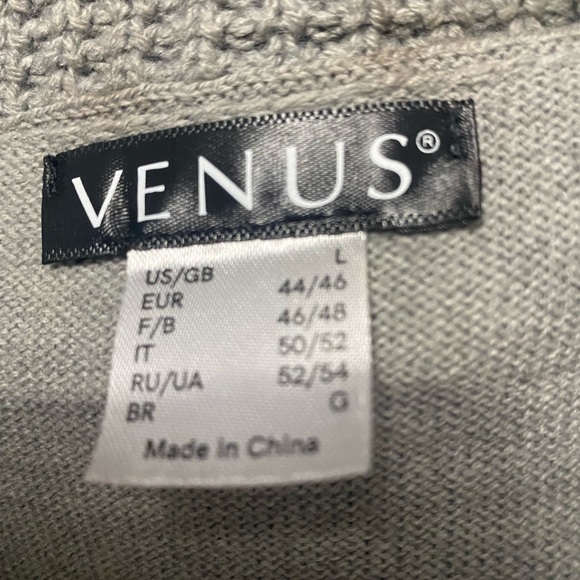 VENUS®
US/GB L
EUR 44/46
F/B 46/48
IT 50/52
RU/UA 52/54
BR G
Made in China